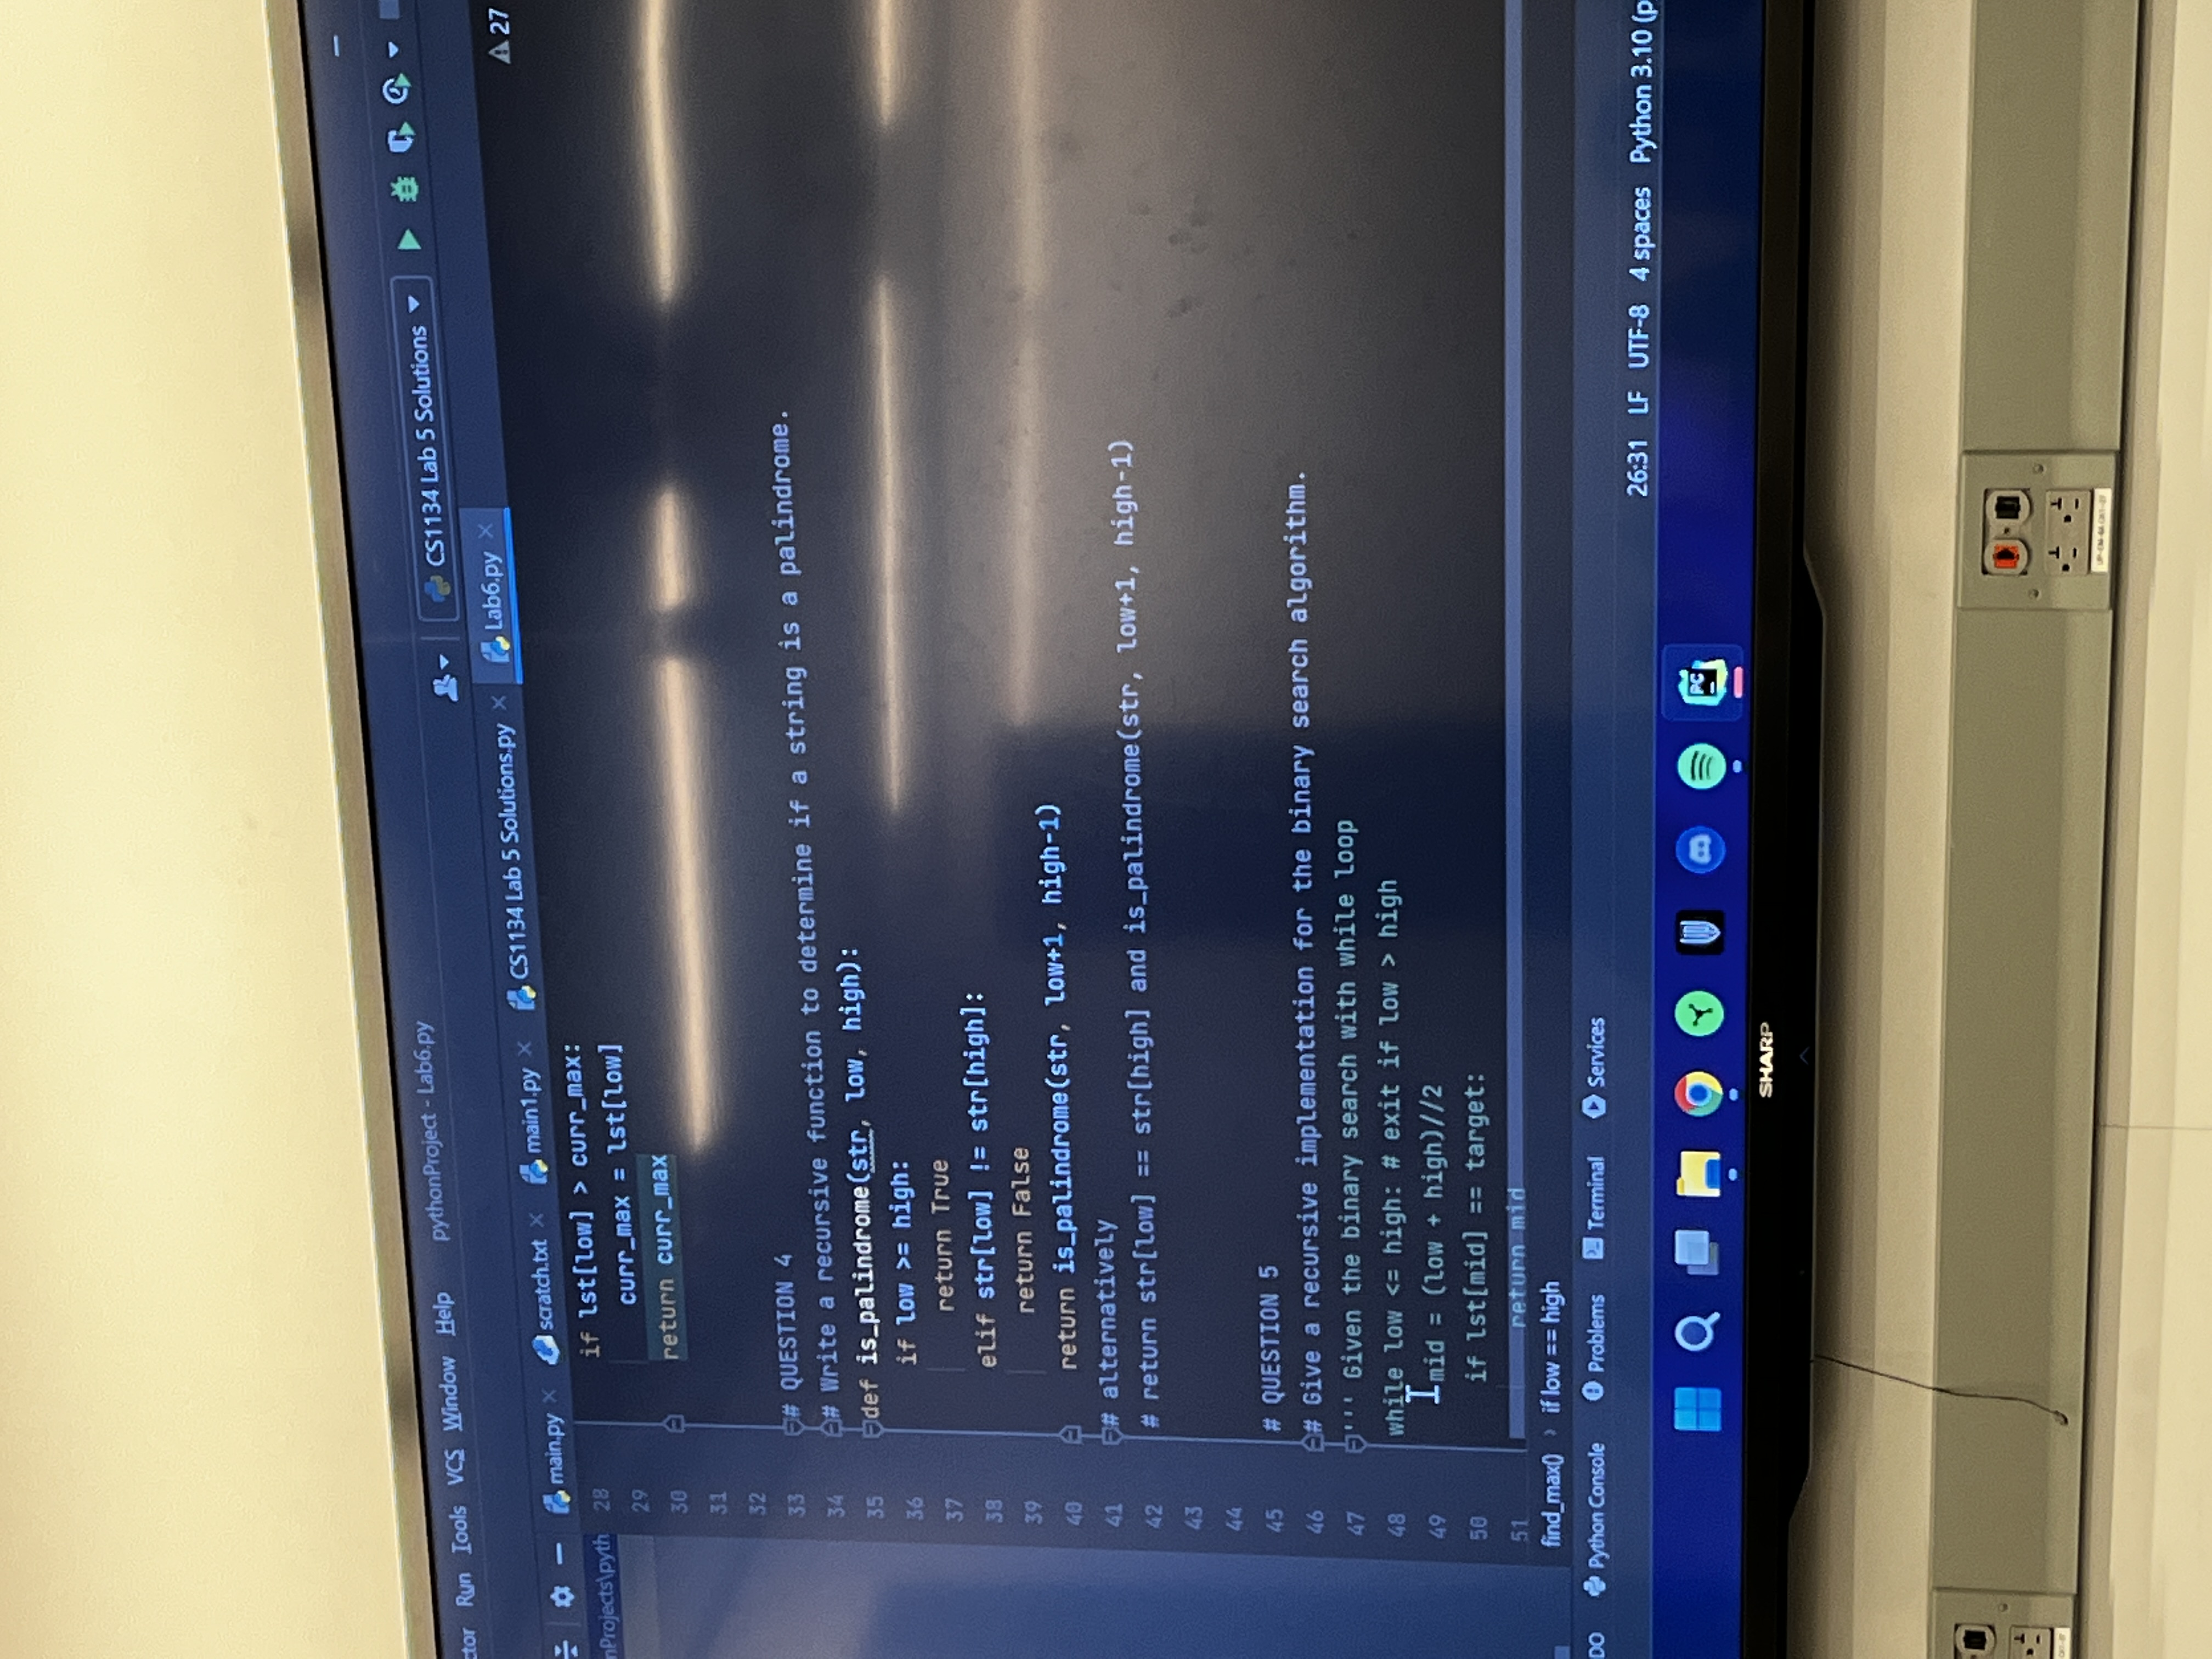 ctor Run Tools VCS Window Help pythonProject - Lab6.py
CS1134 Lab 5 Solutions
main.py scratch.txt main1.py CS1134 Lab 5 Solutions.py Lab6.py
27
nProjects\pyth
28 if lst[low] > curr_max:
29 curr_max = lst[low]
30 return curr_max
31
32
33 # QUESTION 4
34 # Write a recursive function to determine if a string is a palindrome.
35 def is_palindrome(str, low, high):
36 if low >= high:
37 return True
38 elif str[low] != str[high]:
39 return False
40 return is_palindrome(str, low+1, high-1)
41 # alternatively
42 # return str[low] == str[high] and is_palindrome(str, low+1, high-1)
43
44
45 # QUESTION 5
46 # Give a recursive implementation for the binary search algorithm.
47 ''' Given the binary search with while loop
48 while low <= high: # exit if low > high
49 mid = (low + high)//2
50 if lst[mid] == target:
51 return mid
find_max() › if low == high
DO Python Console Problems Terminal Services
26:31 LF UTF-8 4 spaces Python 3.10 (p
PC
SHARP